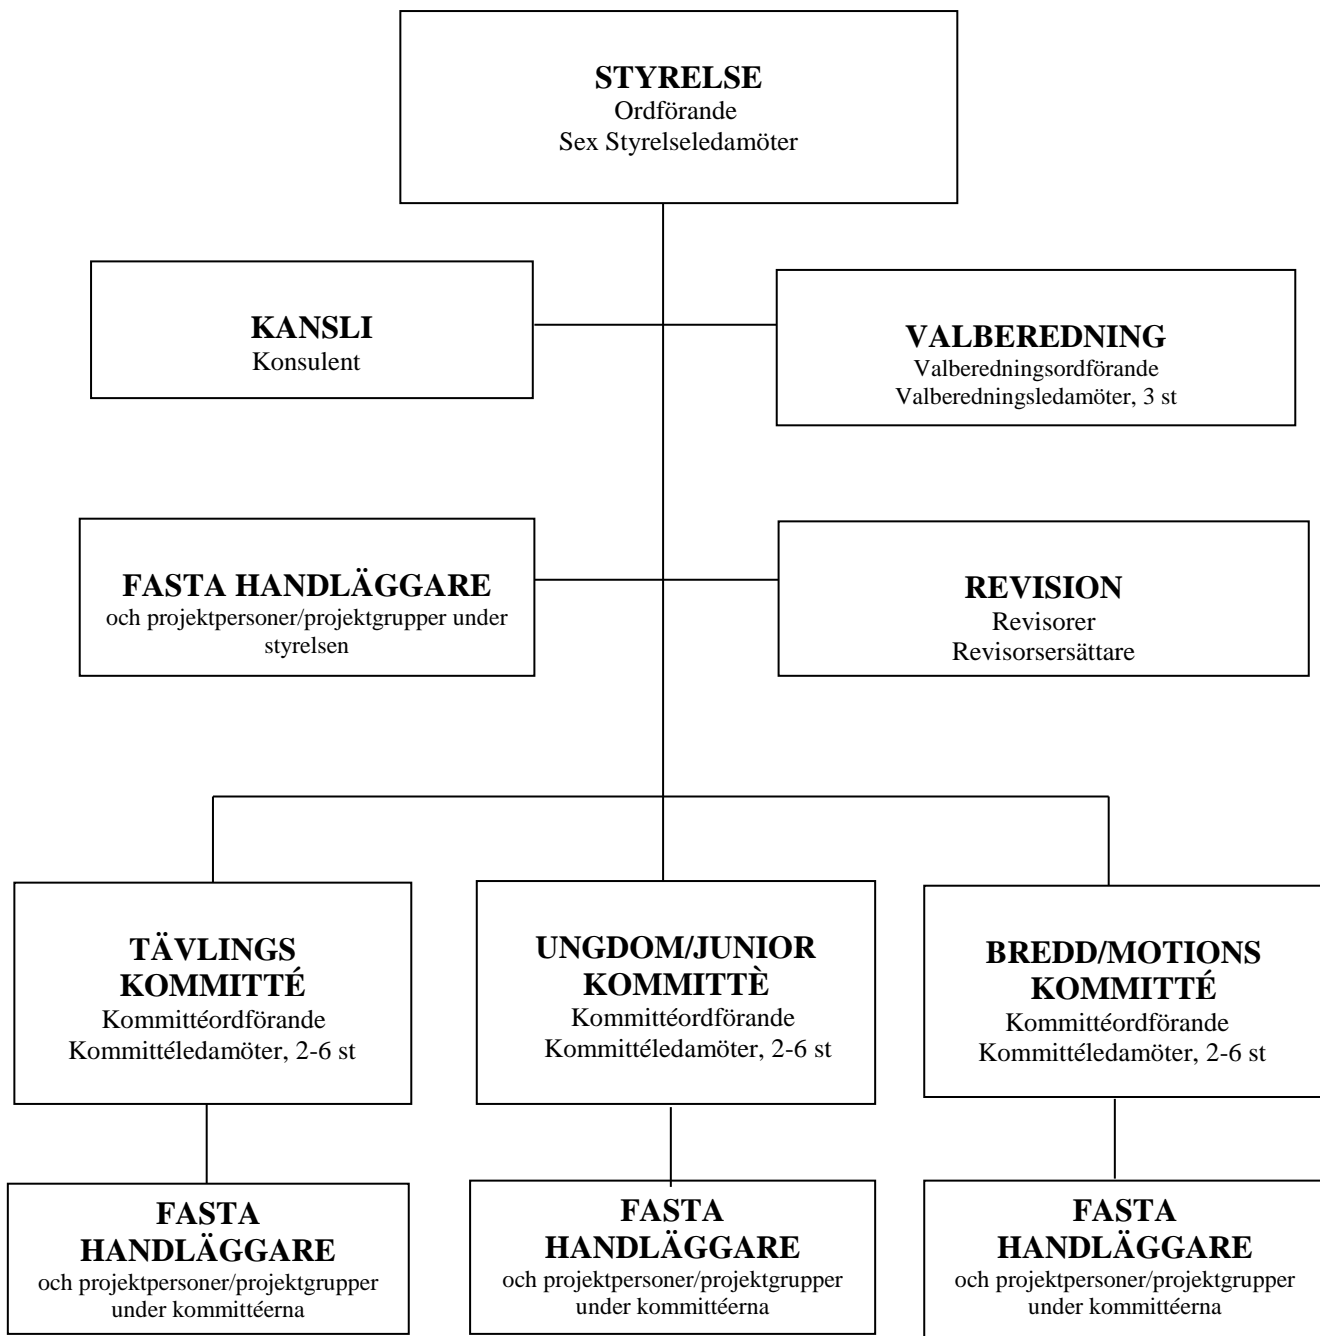 STYRELSE
Ordförande
Sex Styrelseledamöter
KANSLI
Konsulent
VALBEREDNING
Valberedningsordförande
Valberedningsledamöter, 3 st
FASTA HANDLÄGGARE
och projektpersoner/projektgrupper under
styrelsen
REVISION
Revisorer
Revisorsersättare
TÄVLINGS
KOMMITTÉ
Kommittéordförande
Kommittéledamöter, 2-6 st
UNGDOM/JUNIOR
KOMMITTÈ
Kommittéordförande
Kommittéledamöter, 2-6 st
BREDD/MOTIONS
KOMMITTÉ
Kommittéordförande
Kommittéledamöter, 2-6 st
FASTA
HANDLÄGGARE
och projektpersoner/projektgrupper
under kommittéerna
FASTA
HANDLÄGGARE
och projektpersoner/projektgrupper
under kommittéerna
FASTA
HANDLÄGGARE
och projektpersoner/projektgrupper
under kommittéerna